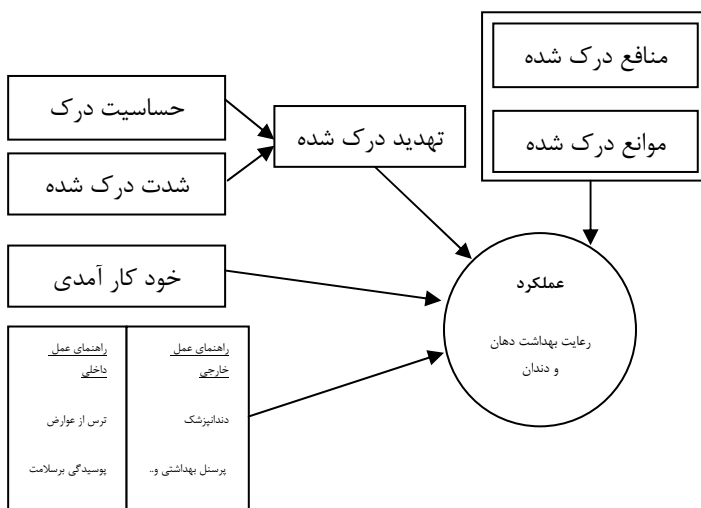 منافع درک شده
موانع درک شده
حساسیت درک
تهدید درک شده
شدت درک شده
خود کار آمدی
عملکرد
رعایت بهداشت دهان
و دندان
راهنمای عمل
خارجی
دندانپزشک
پرسنل بهداشتی و..
راهنمای عمل
داخلی
ترس از عوارض
پوسیدگی برسلامت